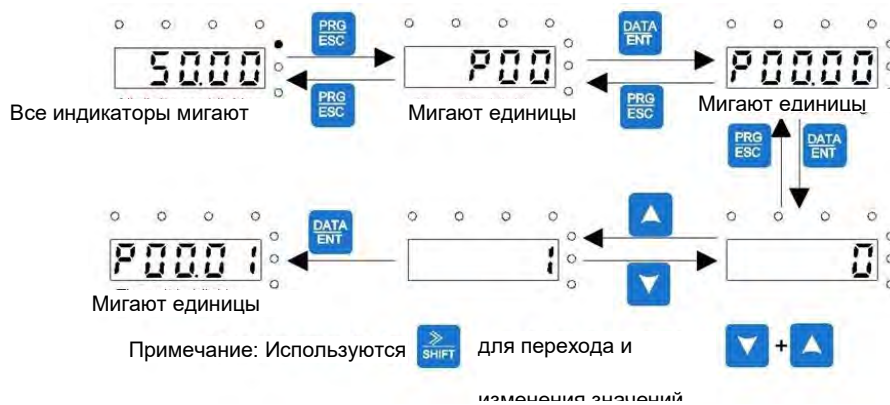 PRG
ESC
DATA
ENT
50.00
P00
P00.00
PRG
ESC
PRG
ESC
Все индикаторы мигают
Мигают единицы
Мигают единицы
PRG
ESC
DATA
ENT
DATA
ENT
P00.01
1
0
Мигают единицы
Примечание: Используются
SHIFT
для перехода и
+
изменения значений